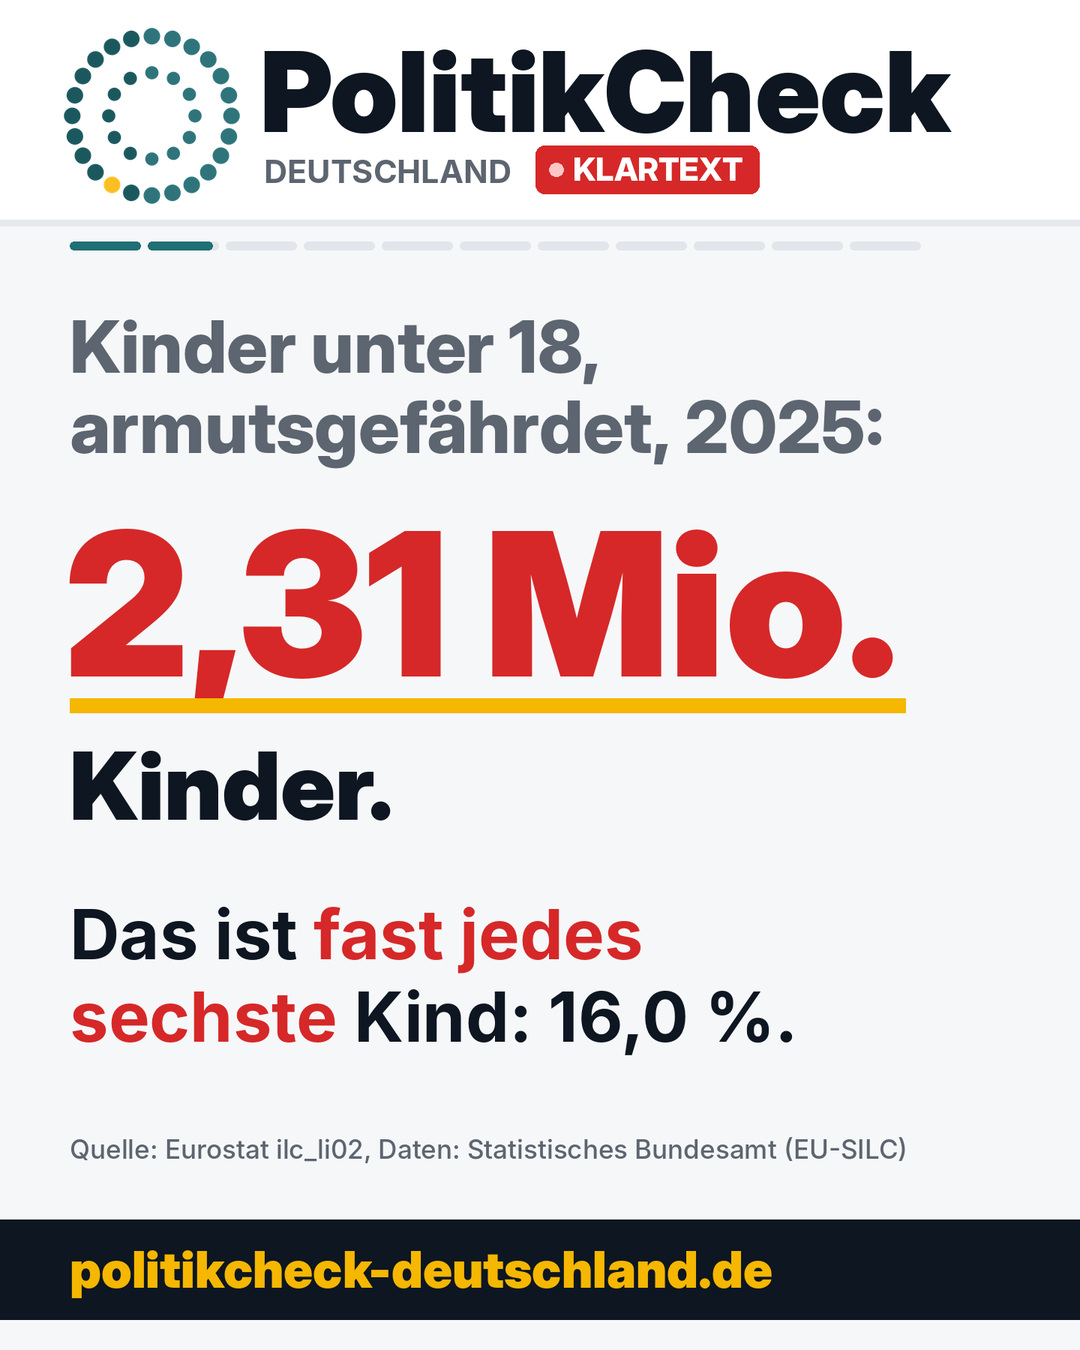 PolitikCheck
DEUTSCHLAND KLARTEXT
Kinder unter 18,
armutsgefährdet, 2025:
2,31 Mio.
Kinder.
Das ist fast jedes
sechste Kind: 16,0 %.
Quelle: Eurostat ilc_li02, Daten: Statistisches Bundesamt (EU-SILC)
politikcheck-deutschland.de